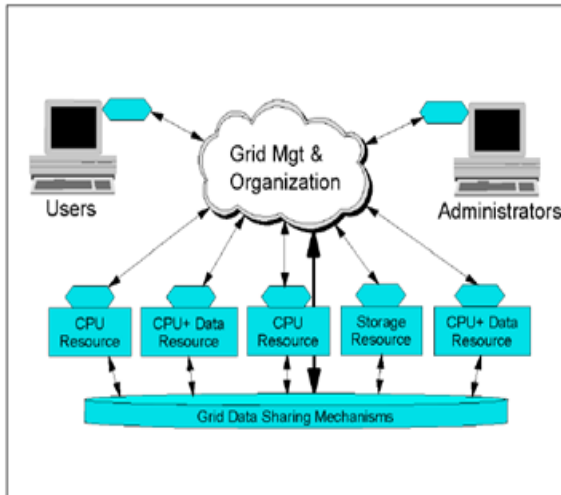 Grid Mgt &
Organization
Users
Administrators
CPU
Resource
CPU+ Data
Resource
CPU
Resource
Storage
Resource
CPU+ Data
Resource
Grid Data Sharing Mechanisms